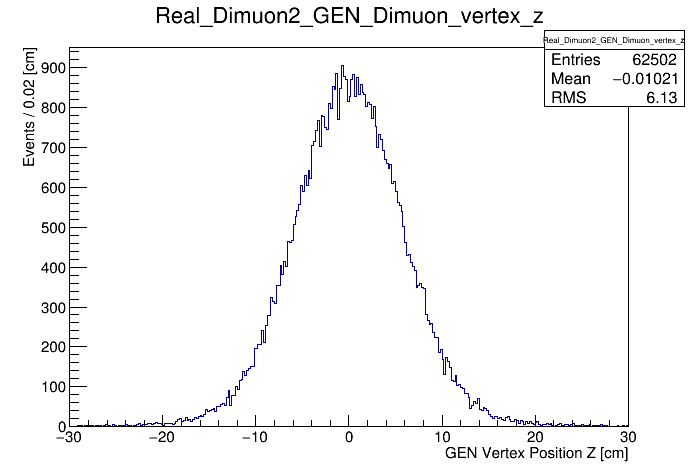 Real_Dimuon2_GEN_Dimuon_vertex_z
Real_Dimuon2_GEN_Dimuon_vertex_z
Entries 62502
Mean −0.01021
RMS 6.13
Events / 0.02 [cm]
900
800
700
600
500
400
300
200
100
0
−30 −20 −10 0 10 20 30
GEN Vertex Position Z [cm]